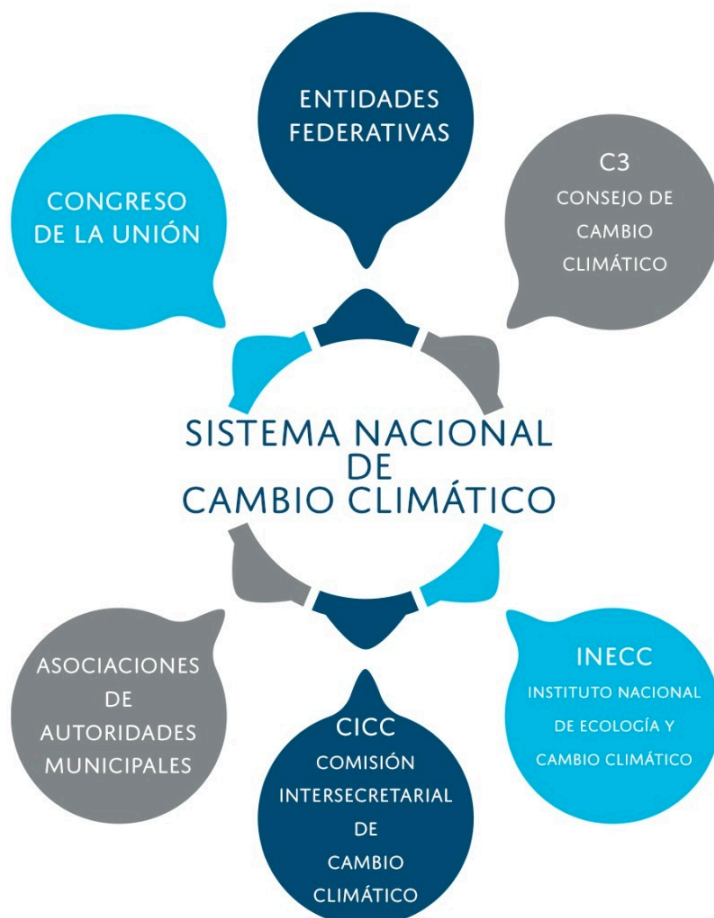 ENTIDADES
FEDERATIVAS
CONGRESO
DE LA UNIÓN
C3
CONSEJO DE
CAMBIO
CLIMÁTICO
SISTEMA NACIONAL
DE
CAMBIO CLIMÁTICO
ASOCIACIONES
DE
AUTORIDADES
MUNICIPALES
CICC
COMISIÓN
INTERSECRETARIAL
DE
CAMBIO
CLIMÁTICO
INECC
INSTITUTO NACIONAL
DE ECOLOGÍA Y
CAMBIO CLIMÁTICO